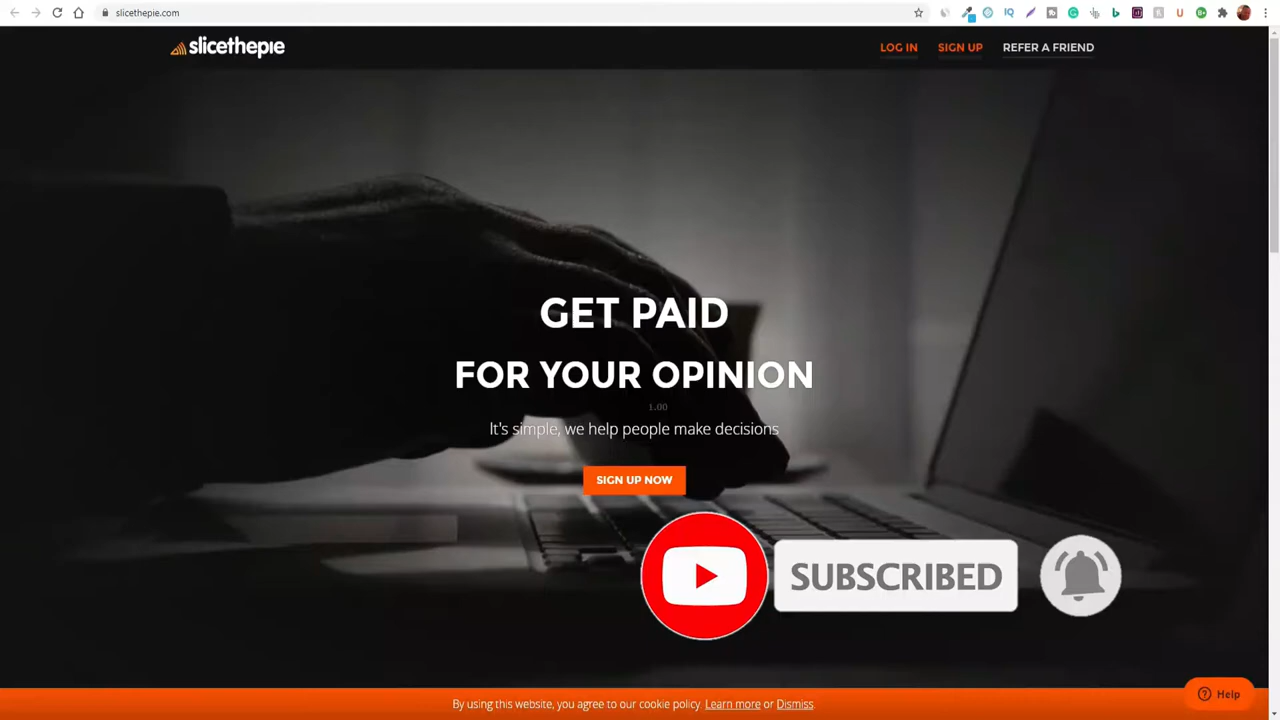 slicethepie.com
slicethepie
LOG IN
SIGN UP
REFER A FRIEND
GET PAID
FOR YOUR OPINION
1.00
It's simple, we help people make decisions
SIGN UP NOW
SUBSCRIBED
By using this website, you agree to our cookie policy. Learn more or Dismiss.
Help